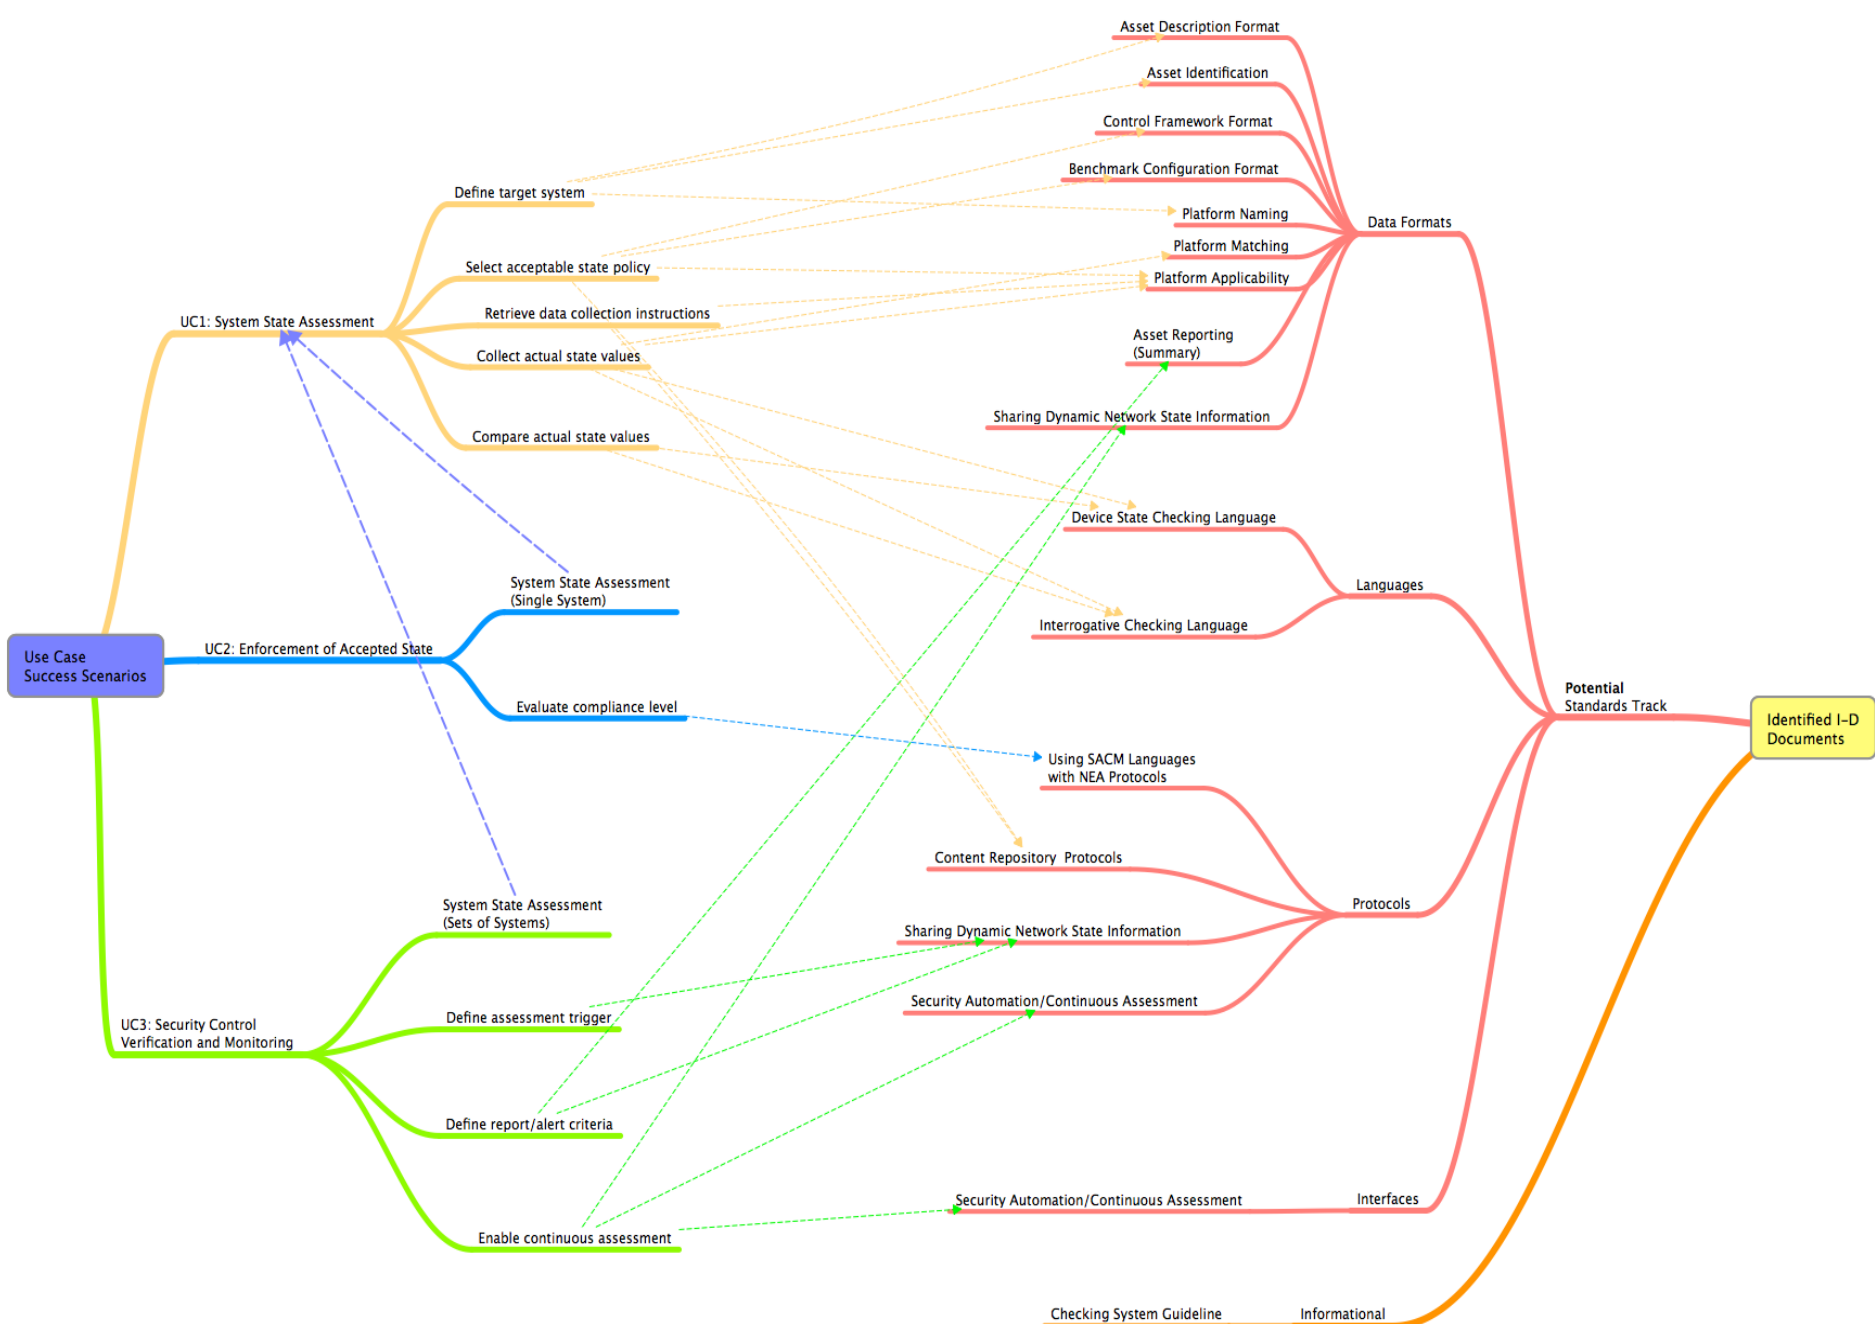 Use Case
Success Scenarios
UC1: System State Assessment
Define target system
Select acceptable state policy
Retrieve data collection instructions
Collect actual state values
Compare actual state values
UC2: Enforcement of Accepted State
System State Assessment
(Single System)
Evaluate compliance level
UC3: Security Control
Verification and Monitoring
System State Assessment
(Sets of Systems)
Define assessment trigger
Define report/alert criteria
Enable continuous assessment
Asset Description Format
Asset Identification
Control Framework Format
Benchmark Configuration Format
Platform Naming
Platform Matching
Platform Applicability
Asset Reporting
(Summary)
Sharing Dynamic Network State Information
Data Formats
Device State Checking Language
Interrogative Checking Language
Languages
Using SACM Languages
with NEA Protocols
Content Repository  Protocols
Sharing Dynamic Network State Information
Security Automation/Continuous Assessment
Protocols
Security Automation/Continuous Assessment
Interfaces
Potential
Standards Track
Checking System Guideline
Informational
Identified I-D
Documents